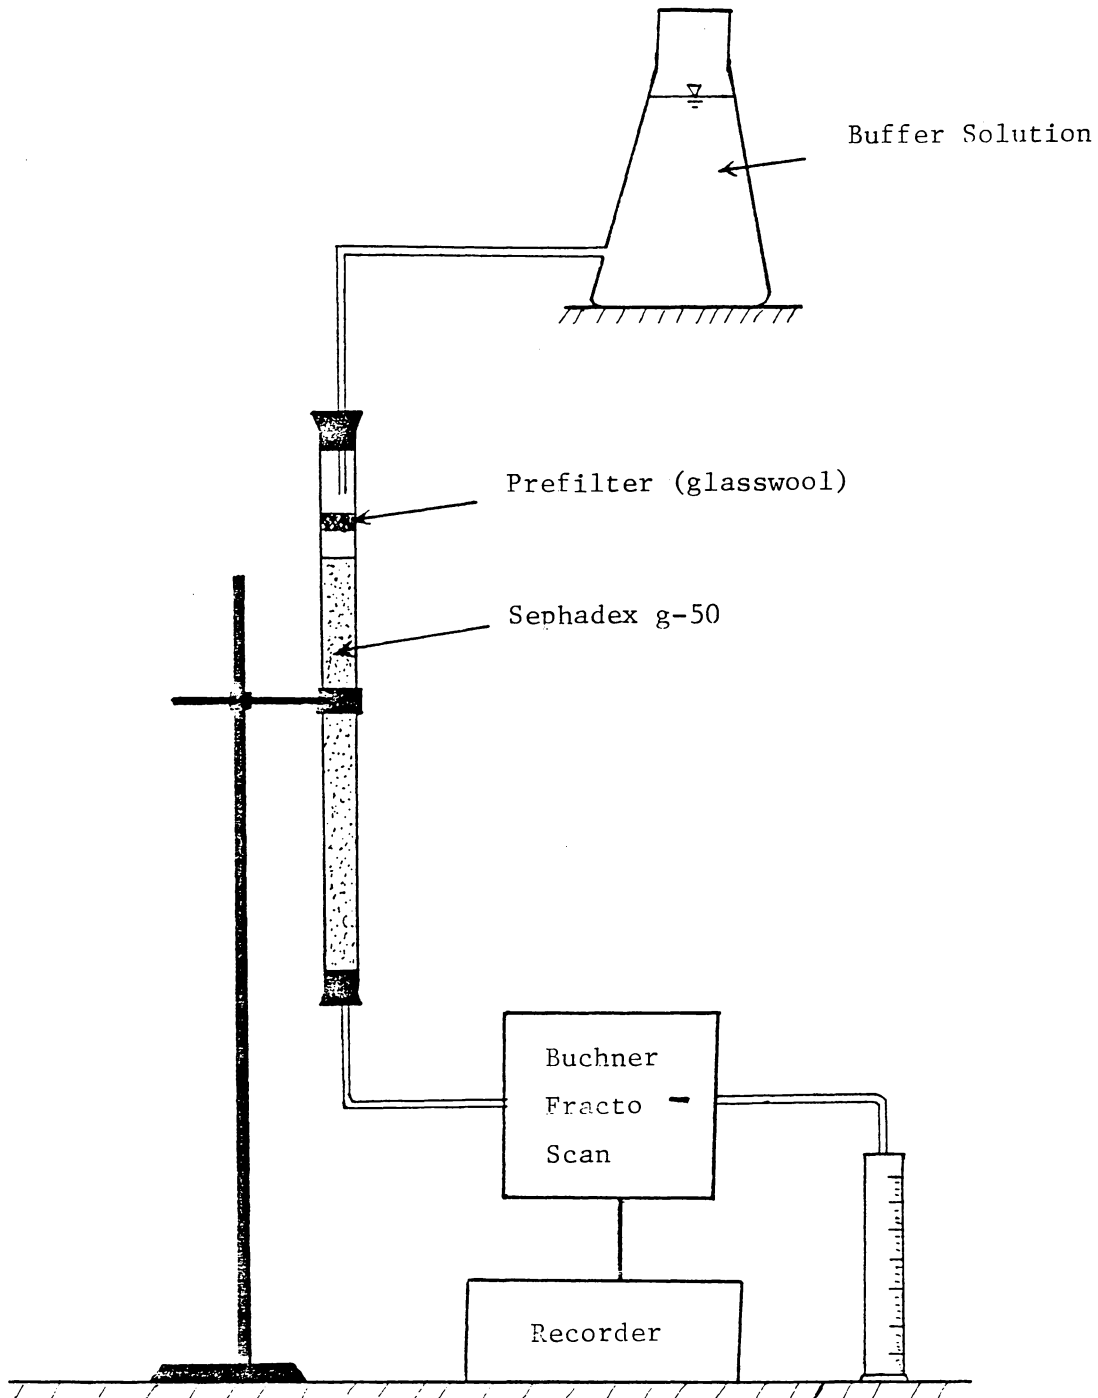 Buffer Solution
Prefilter (glasswool)
Sephadex g-50
Buchner
Fracto -
Scan
Recorder